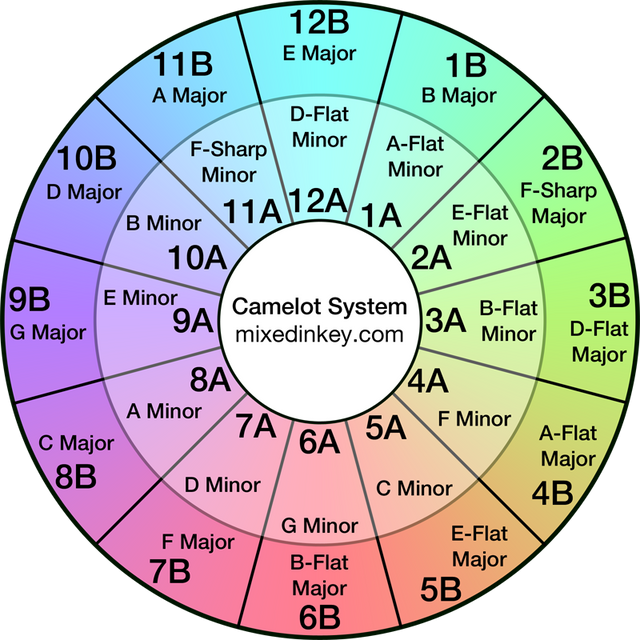 12B
E Major
1B
B Major
2B
F-Sharp
Major
3B
D-Flat
Major
A-Flat
Major
4B
E-Flat
Major
5B
B-Flat
Major
6B
F Major
7B
C Major
8B
9B
G Major
10B
D Major
11B
A Major
D-Flat
Minor
12A
A-Flat
Minor
1A
E-Flat
Minor
2A
3A
B-Flat
Minor
4A
F Minor
5A
C Minor
6A
G Minor
7A
D Minor
8A
A Minor
E Minor
9A
B Minor
10A
F-Sharp
Minor
11A
Camelot System
mixedinkey.com